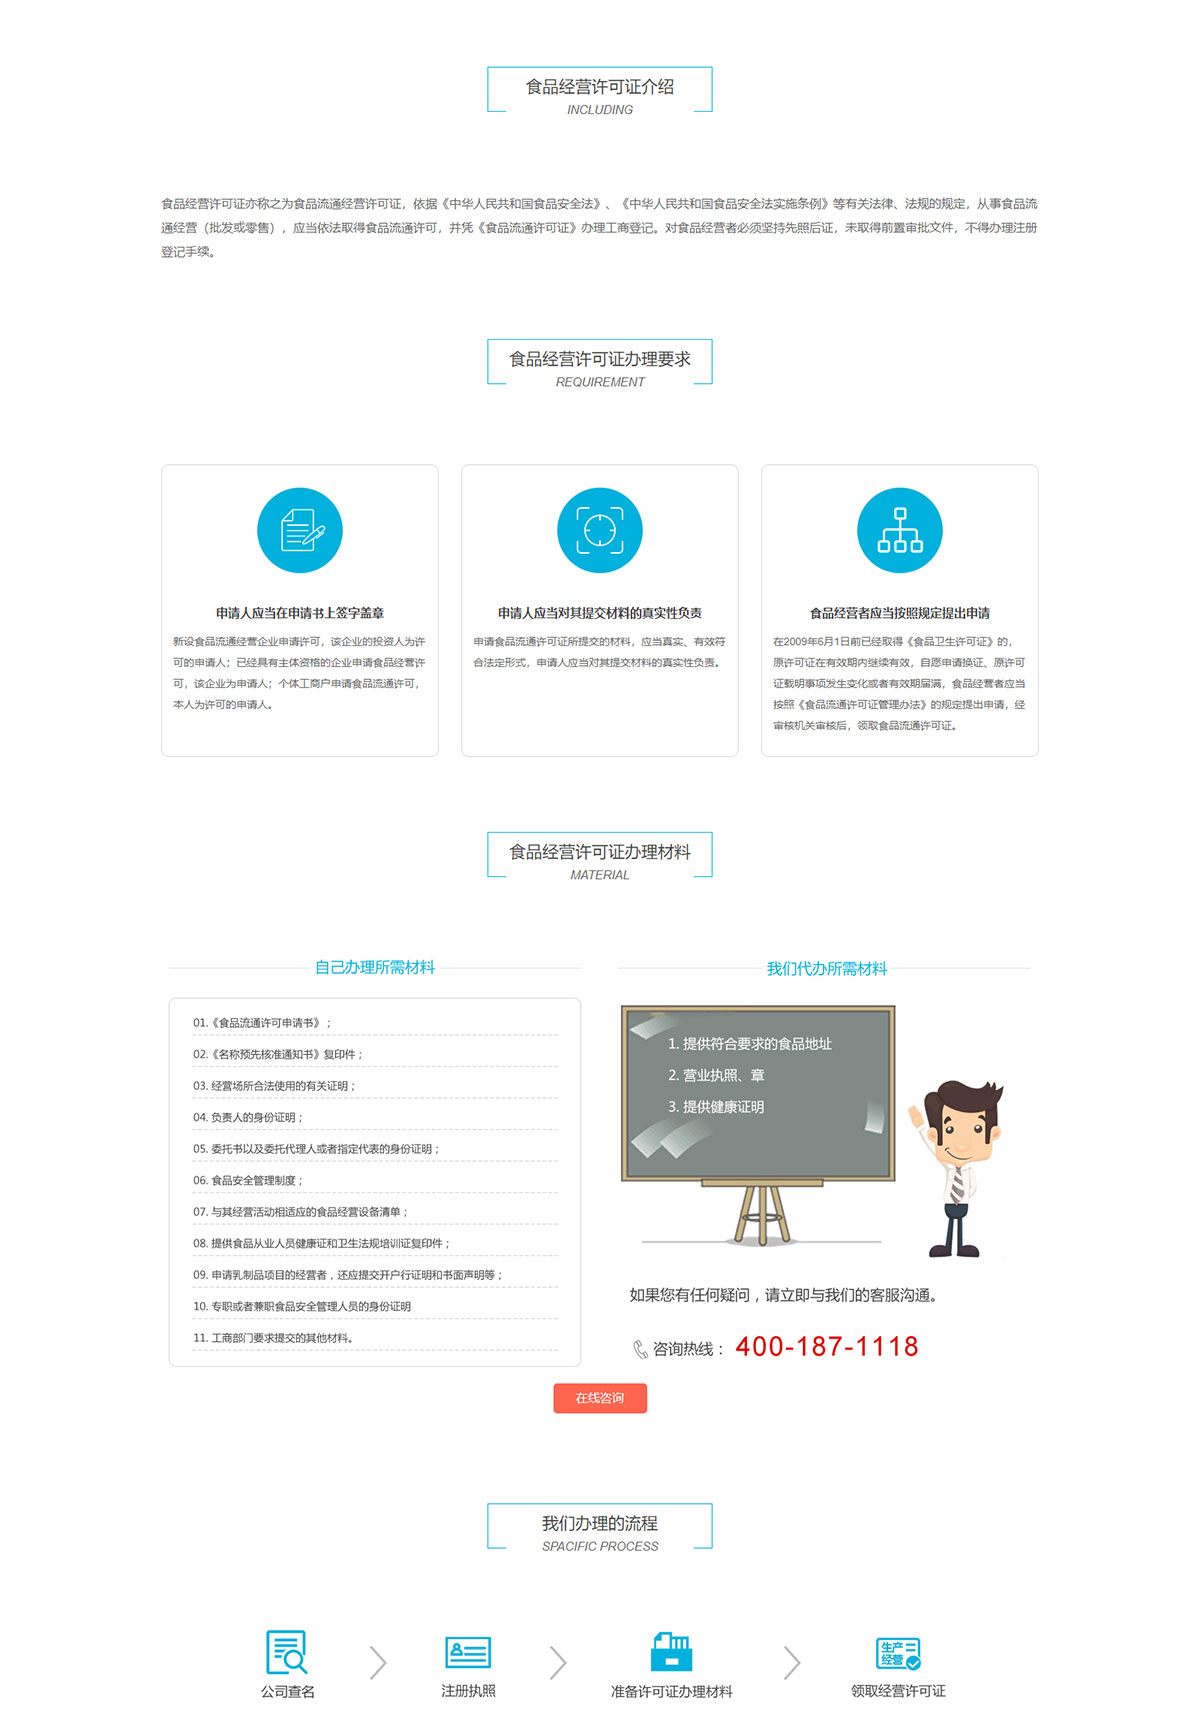 食品经营许可证介绍
INCLUDING
食品经营许可证亦称之为食品流通经营许可证，依据《中华人民共和国食品安全法》、《中华人民共和国食品安全法实施条例》等有关法律、法规的规定，从事食品流
通经营（批发或零售），应当依法取得食品流通许可，并凭《食品流通许可证》办理工商登记。对食品经营者必须坚持先照后证，未取得前置审批文件，不得办理注册
登记手续。
食品经营许可证办理要求
REQUIREMENT
申请人应当在申请书上签字盖章
新设食品流通经营企业申请许可，该企业的投资人为许
可的申请人；已经具有主体资格的企业申请食品经营许
可，该企业为申请人；个体工商户申请食品流通许可，
本人为许可的申请人。
申请人应当对其提交材料的真实性负责
申请食品流通许可证所提交的材料，应当真实、有效符
合法定形式，申请人应当对其提交材料的真实性负责。
食品经营者应当按照规定提出申请
在2009年6月1日前已经取得《食品卫生许可证》的，
原许可证在有效期内继续有效，自愿申请换证、原许可
证载明事项发生变化或者有效期届满，食品经营者应当
按照《食品流通许可证管理办法》的规定提出申请，经
审核机关审核后，领取食品流通许可证。
食品经营许可证办理材料
MATERIAL
自己办理所需材料
01.《食品流通许可申请书》；
02.《名称预先核准通知书》复印件；
03. 经营场所合法使用的有关证明；
04. 负责人的身份证明；
05. 委托书以及委托代理人或者指定代表的身份证明；
06. 食品安全管理制度；
07. 与其经营活动相适应的食品经营设备清单；
08. 提供食品从业人员健康证和卫生法规培训证复印件；
09. 申请乳制品项目的经营者，还应提交开户行证明和书面声明等；
10. 专职或者兼职食品安全管理人员的身份证明
11. 工商部门要求提交的其他材料。
我们代办所需材料
1. 提供符合要求的食品地址
2. 营业执照、章
3. 提供健康证明
如果您有任何疑问，请立即与我们的客服沟通。
咨询热线： 400-187-1118
在线咨询
我们办理的流程
SPACIFIC PROCESS
生产
经营
公司查名
注册执照
准备许可证办理材料
领取经营许可证